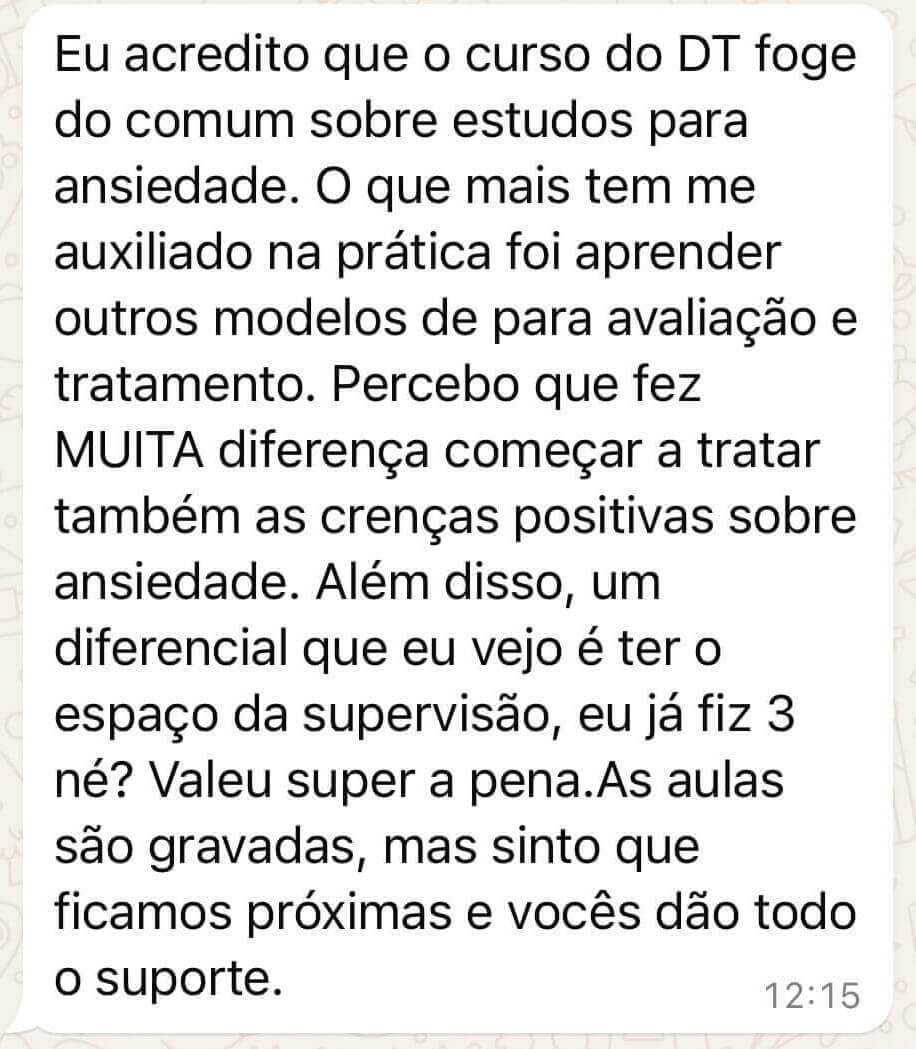 Eu acredito que o curso do DT foge
do comum sobre estudos para
ansiedade. O que mais tem me
auxiliado na prática foi aprender
outros modelos de para avaliação e
tratamento. Percebo que fez
MUITA diferença começar a tratar
também as crenças positivas sobre
ansiedade. Além disso, um
diferencial que eu vejo é ter o
espaço da supervisão, eu já fiz 3
né? Valeu super a pena.As aulas
são gravadas, mas sinto que
ficamos próximas e vocês dão todo
o suporte.
12:15